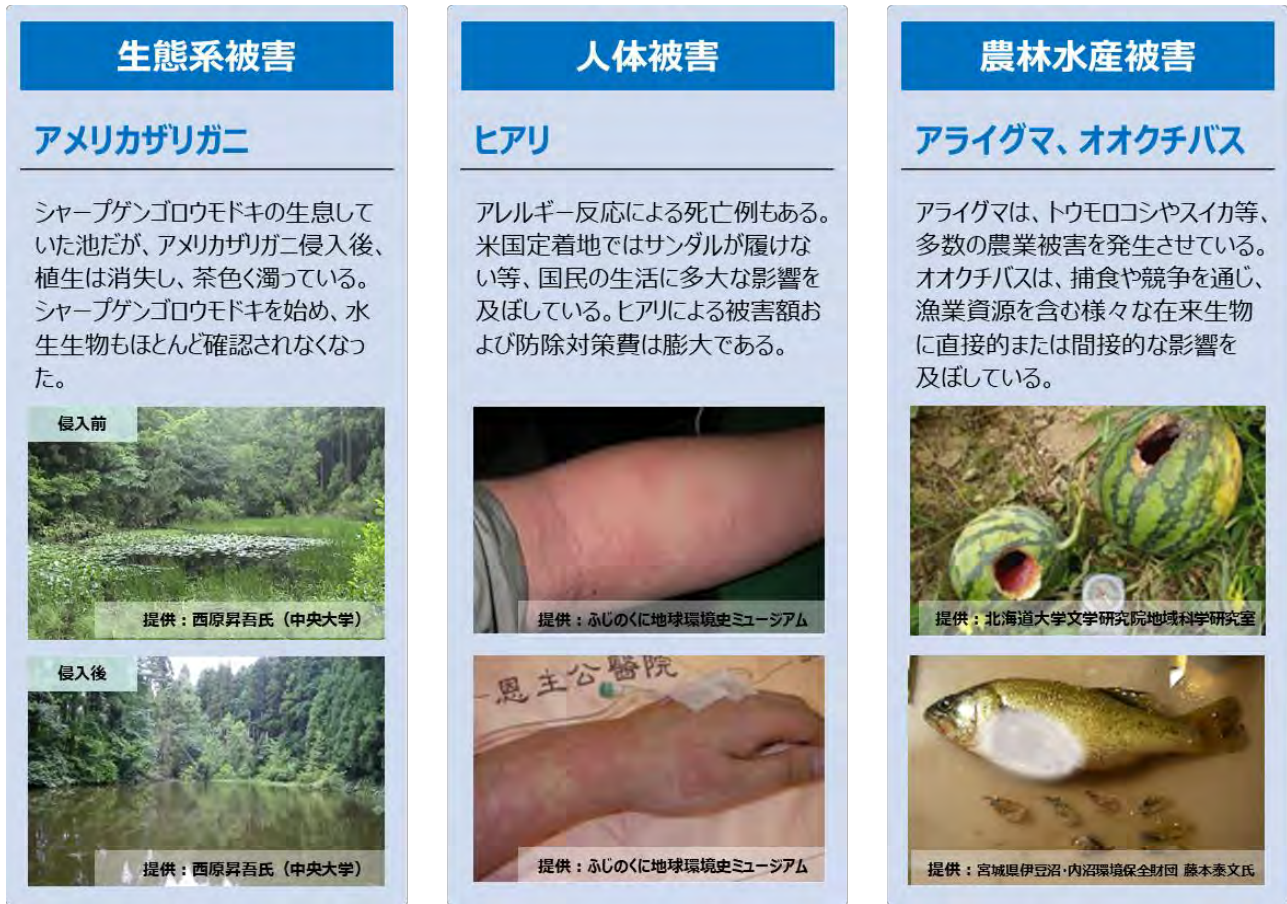 生態系被害
アメリカザリガニ
シャープゲンゴロウモドキの生息して
いた池だが、アメリカザリガニ侵入後、
植生は消失し、茶色く濁っている。
シャープゲンゴロウモドキを始め、水
生生物もほとんど確認されなくなっ
た。
侵入前
提供：西原昇吾氏（中央大学）
侵入後
提供：西原昇吾氏（中央大学）
人体被害
ヒアリ
アレルギー反応による死亡例もある。
米国定着地ではサンダルが履けな
い等、国民の生活に多大な影響を
及ぼしている。ヒアリによる被害額お
よび防除対策費は膨大である。
提供：ふじのくに地球環境史ミュージアム
恩主公醫院
提供：ふじのくに地球環境史ミュージアム
農林水産被害
アライグマ、オオクチバス
アライグマは、トウモロコシやスイカ等、
多数の農業被害を発生させている。
オオクチバスは、捕食や競争を通じ、
漁業資源を含む様々な在来生物
に直接的または間接的な影響を
及ぼしている。
提供：北海道大学文学研究院地域科学研究室
提供：宮城県伊豆沼・内沼環境保全財団 藤本泰文氏